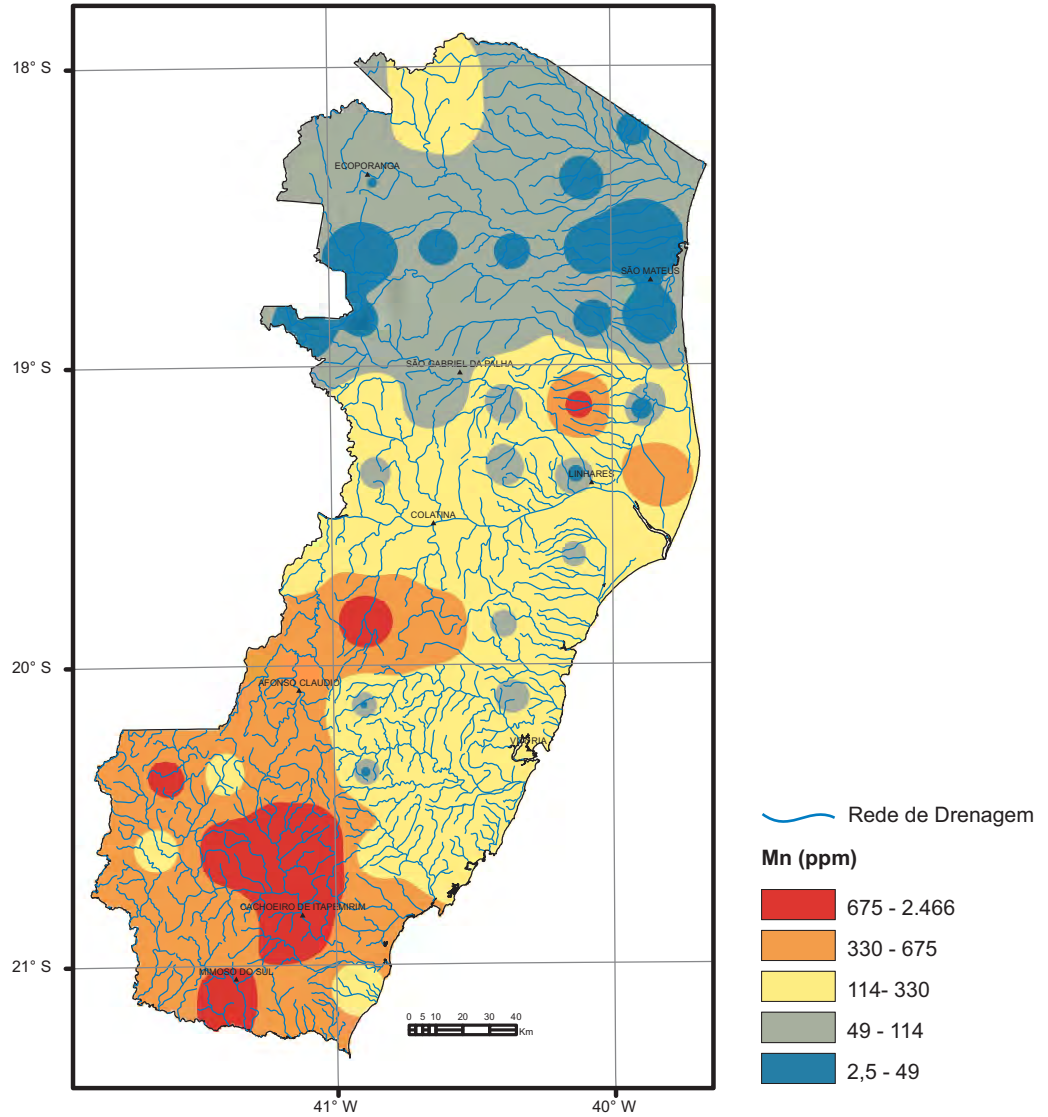 18° S
ECOPORANGA
SÃO MATEUS
19° S
SÃO GABRIEL DA PALHA
LINHARES
COLATINA
20° S
AFONSO CLAUDIO
VITÓRIA
CACHOEIRO DE ITAPEMIRIM
21° S
MIMOSO DO SUL
0 5 10 20 30 40
Km
41° W
40° W
Rede de Drenagem
Mn (ppm)
675 - 2.466
330 - 675
114- 330
49 - 114
2,5 - 49